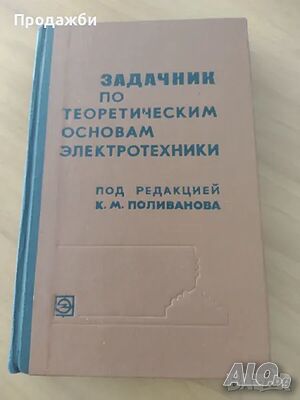 Продажби
ЗАДАЧНИК
ПО
ТЕОРЕТИЧЕСКИМ
ОСНОВАМ
ЭЛЕКТРОТЕХНИКИ
ПОД РЕДАКЦИЕЙ
К. М. ПОЛИВАНОВА
ALO.bg